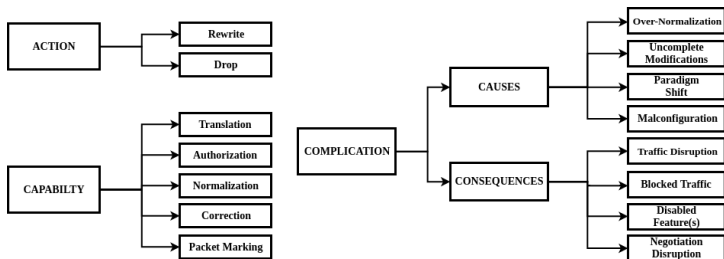 ACTION
Rewrite
Drop
CAPABILTY
Translation
Authorization
Normalization
Correction
Packet Marking
COMPLICATION
CAUSES
Over-Normalization
Uncomplete
Modifications
Paradigm
Shift
Malconfiguration
CONSEQUENCES
Traffic Disruption
Blocked Traffic
Disabled
Feature(s)
Negotiation
Disruption